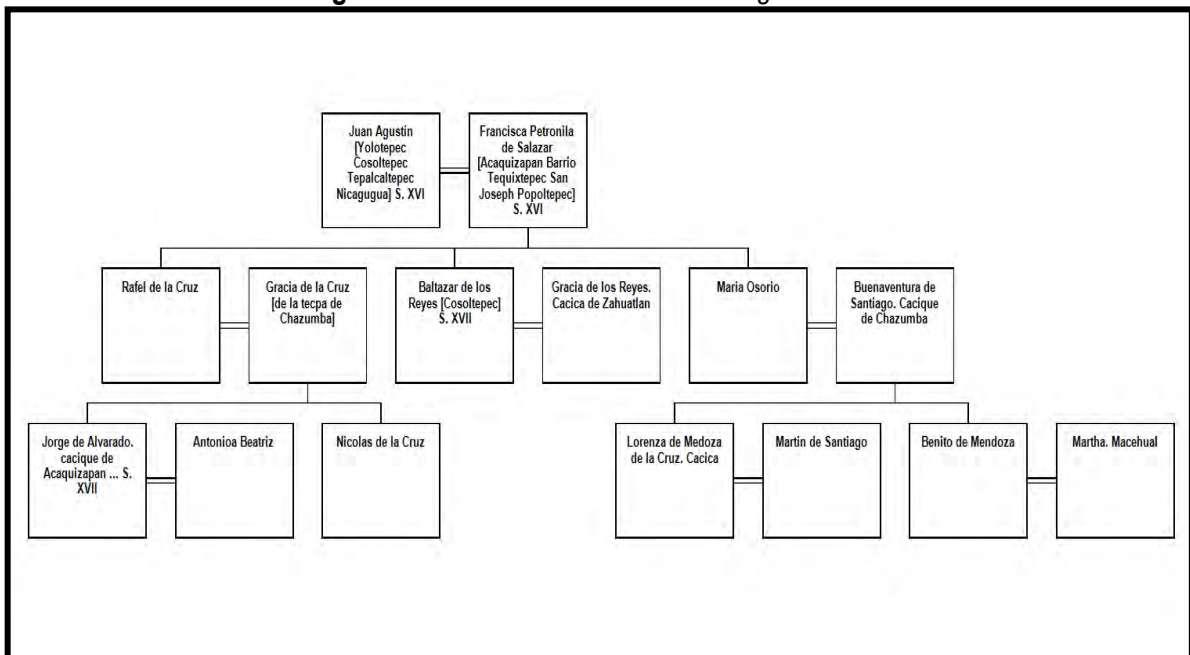 Juan Agustín
[Yolotepec
Cosoltepec
Tepalcaltepec
Nicagugua] S. XVI
Francisca Petronila
de Salazar
[Acaquizapan Barrio
Tequixtepec San
Joseph Popoltepec]
S. XVI
Rafel de la Cruz
Gracia de la Cruz
[de la tecpa de
Chazumba]
Baltazar de los
Reyes [Cosoltepec]
S. XVII
Gracia de los Reyes.
Cacica de Zahuatlan
Maria Osorio
Buenaventura de
Santiago. Cacique
de Chazumba
Jorge de Alvarado.
cacique de
Acaquizapan ... S.
XVII
Antonioa Beatriz
Nicolas de la Cruz
Lorenza de Medoza
de la Cruz. Cacica
Martin de Santiago
Benito de Mendoza
Martha. Macehual